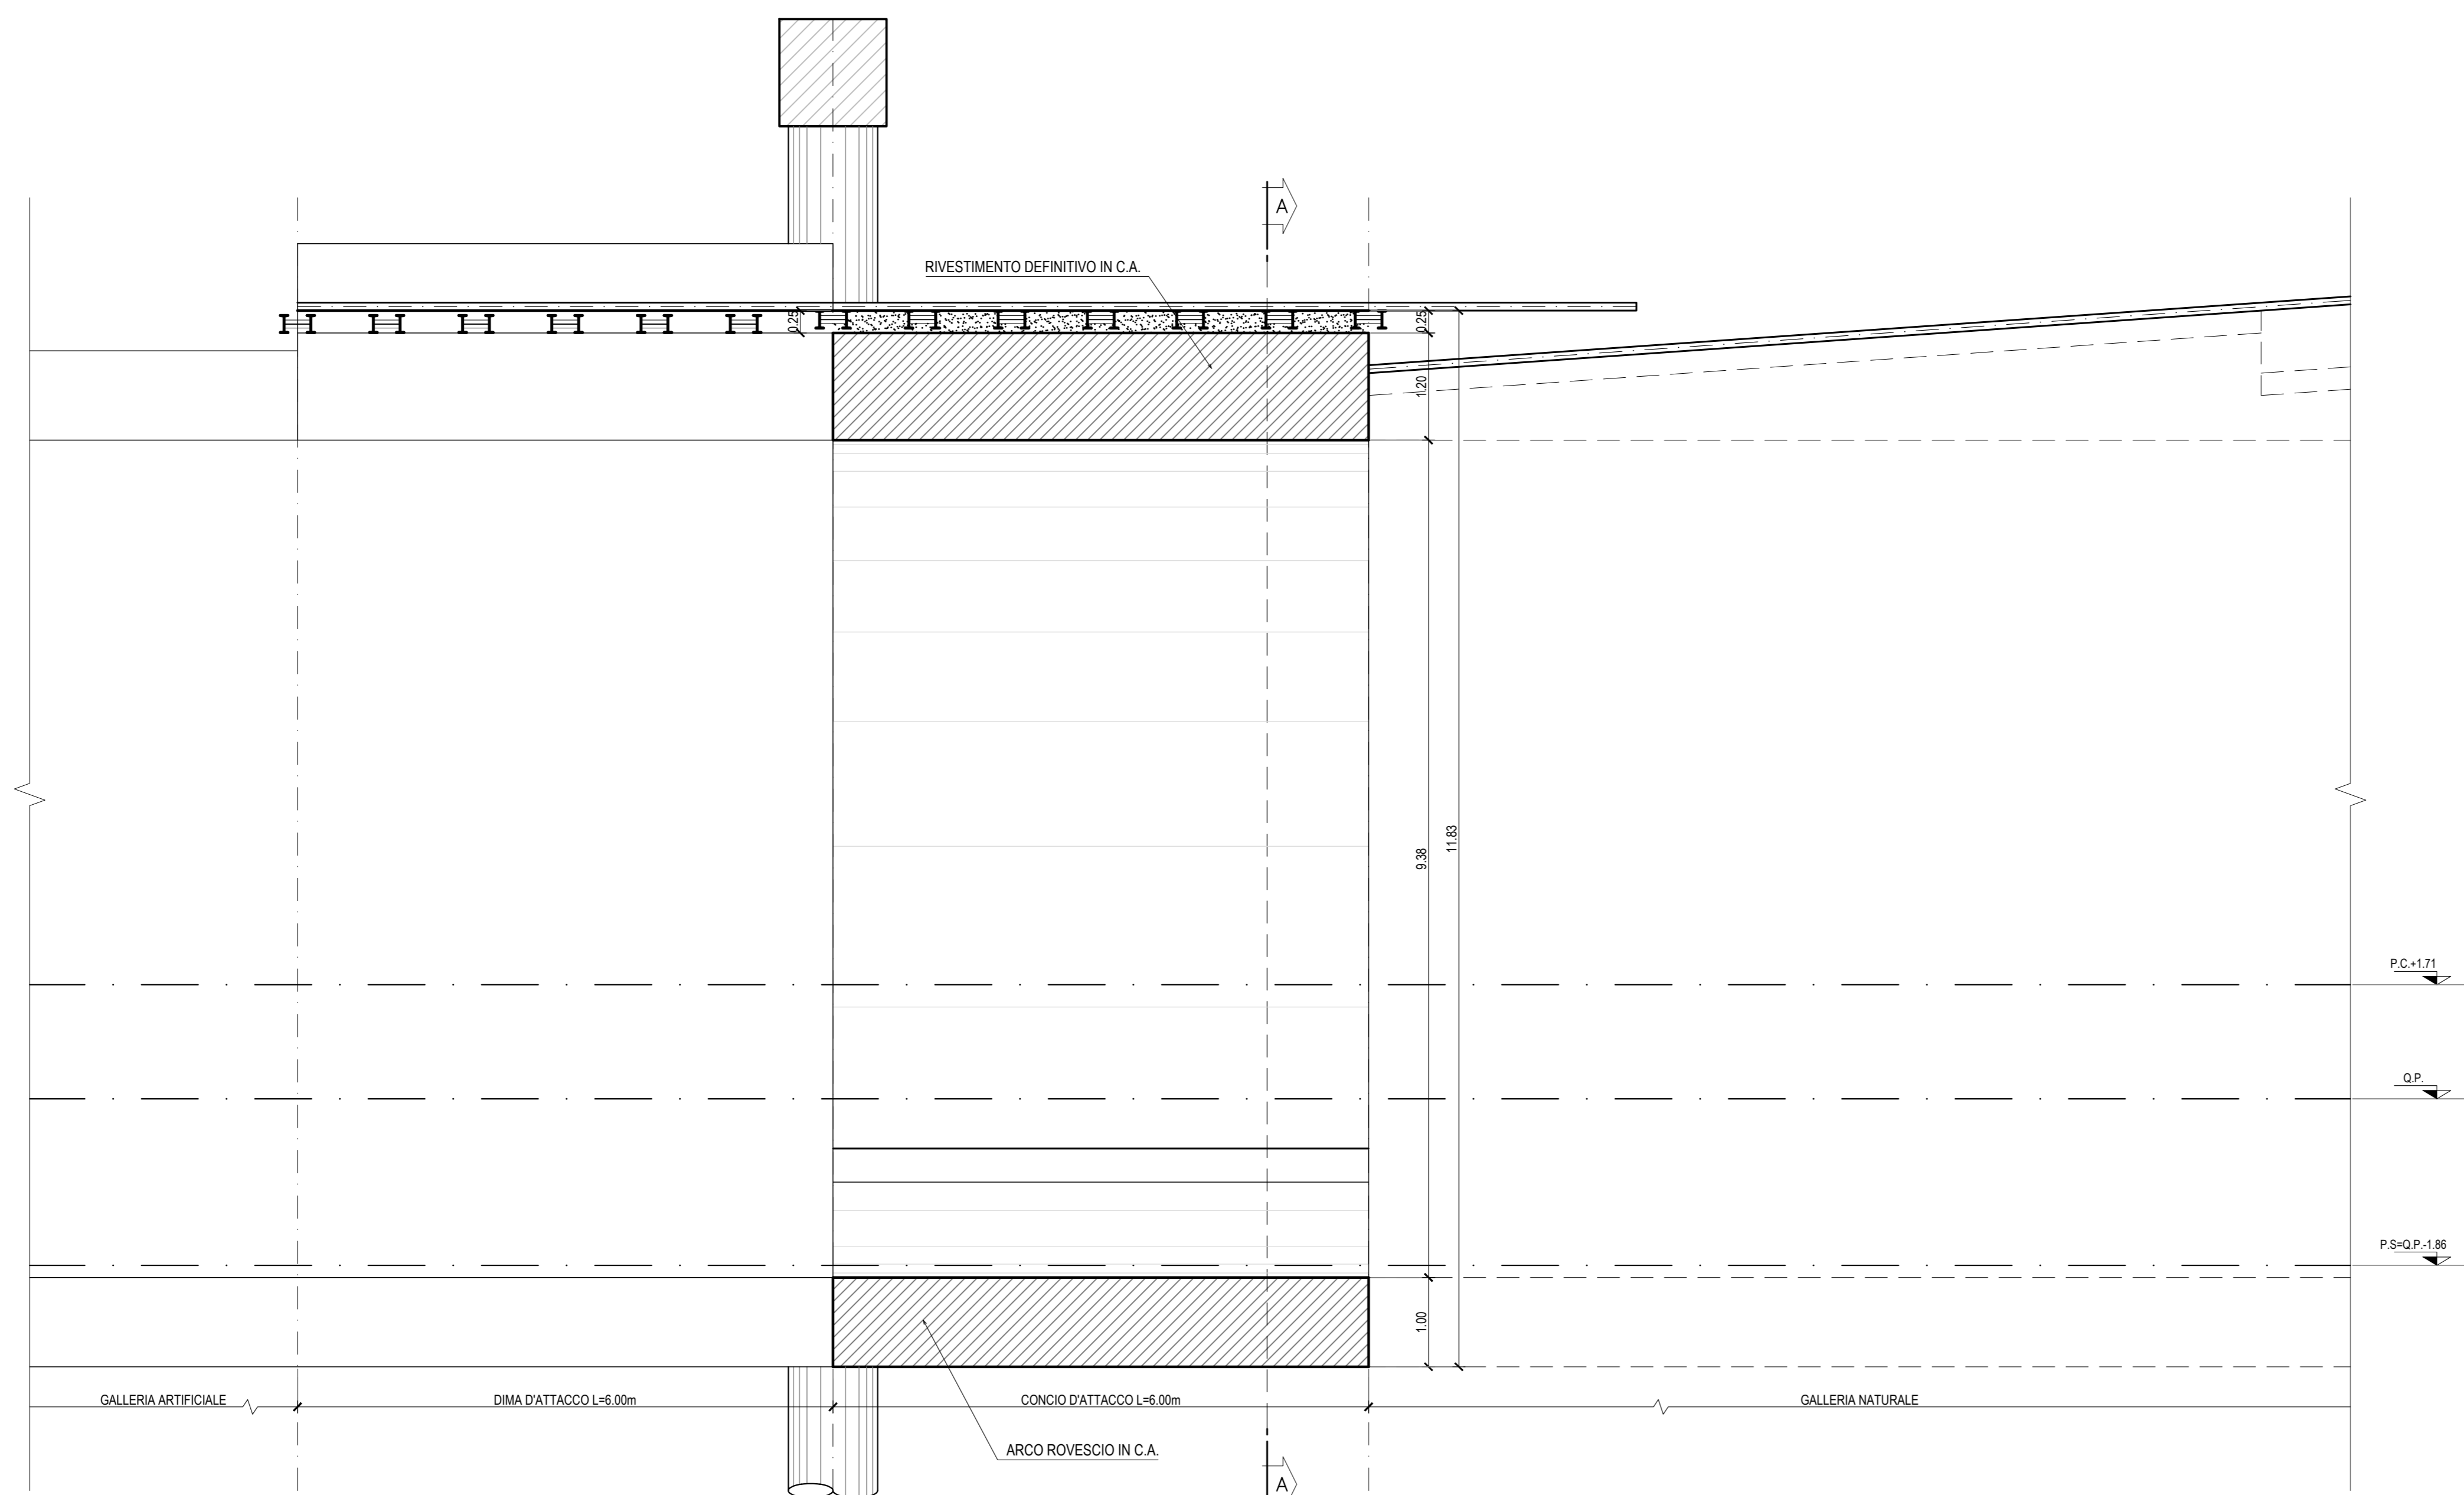 A
RIVESTIMENTO DEFINITIVO IN C.A.
0.25
0.25
1.20
11.83
9.38
P.C.+1.71
Q.P.
P.S=Q.P.-1.86
1.00
GALLERIA ARTIFICIALE
DIMA D'ATTACCO L=6.00m
CONCIO D'ATTACCO L=6.00m
GALLERIA NATURALE
ARCO ROVESCIO IN C.A.
A